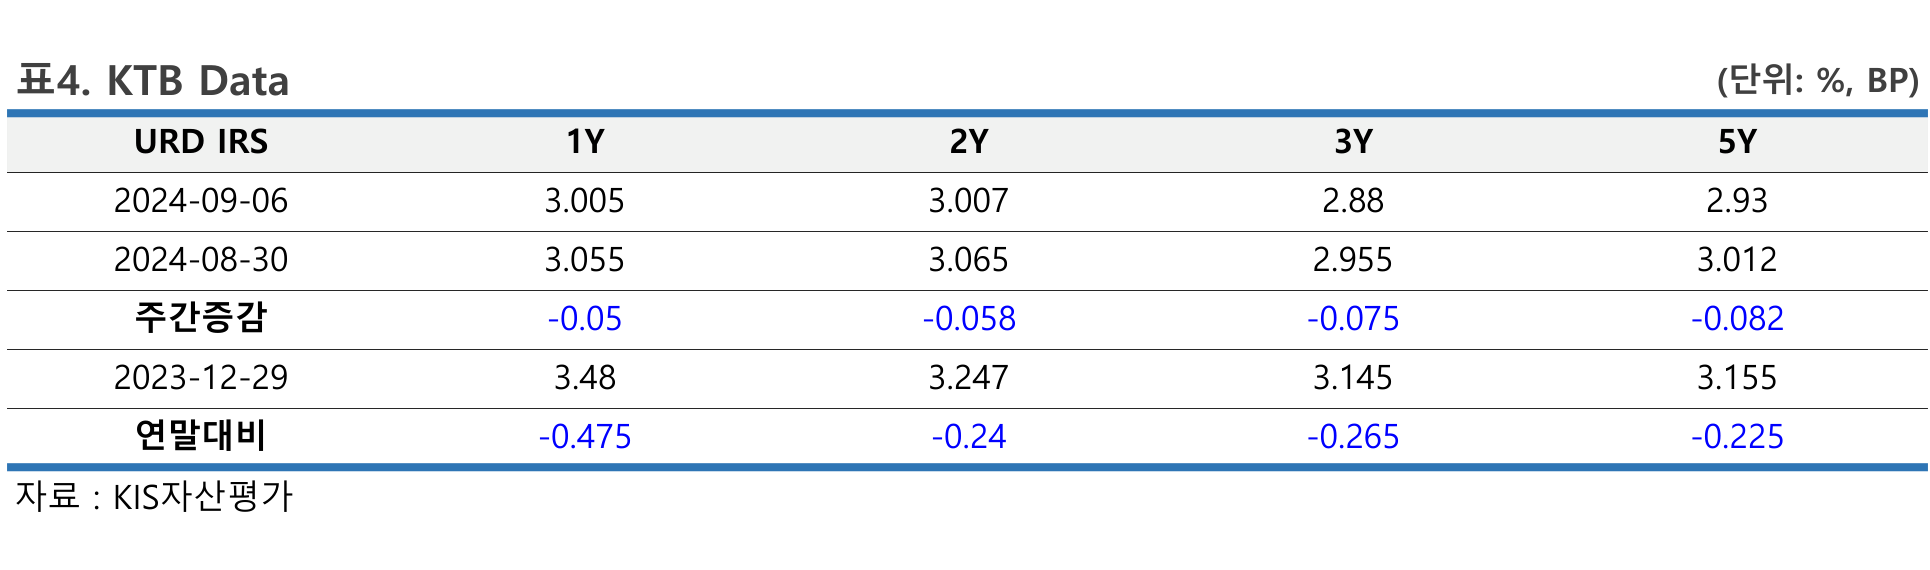 표4. KTB Data (단위: %, BP)
URD IRS 1Y 2Y 3Y 5Y
2024-09-06 3.005 3.007 2.88 2.93
2024-08-30 3.055 3.065 2.955 3.012
주간증감 -0.05 -0.058 -0.075 -0.082
2023-12-29 3.48 3.247 3.145 3.155
연말대비 -0.475 -0.24 -0.265 -0.225
자료 : KIS자산평가